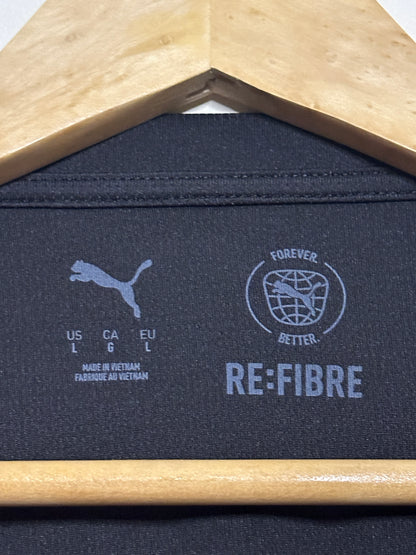 US CA EU
L G L
MADE IN VIETNAM
FABRIQUE AU VIETNAM
FOREVER.
BETTER.
RE:FIBRE